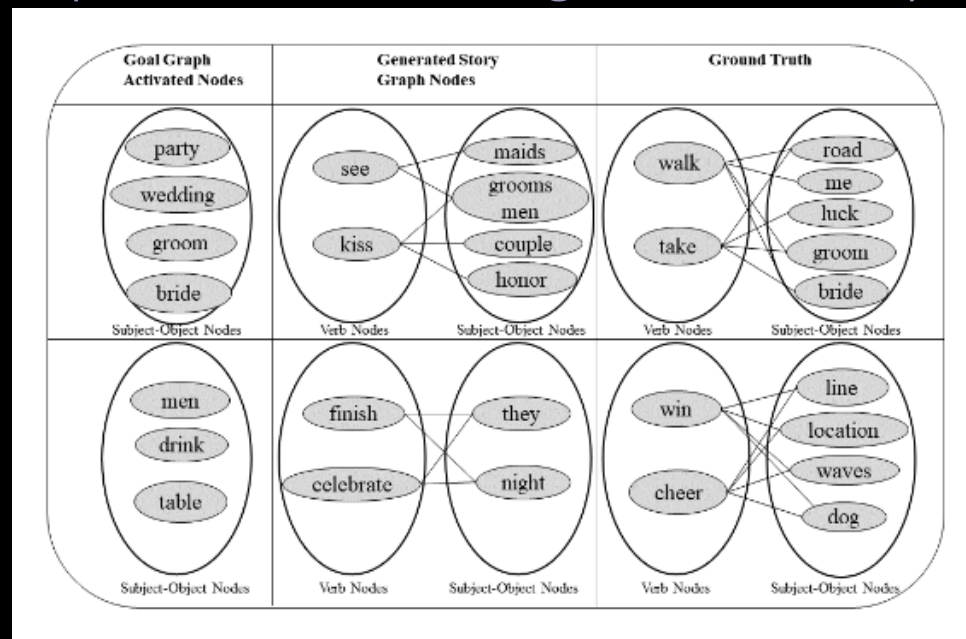 Goal Graph
Activated Nodes
Generated Story
Graph Nodes
Ground Truth
party
wedding
groom
bride
Subject-Object Nodes
see
kiss
Verb Nodes
maids
grooms
men
couple
honor
Subject-Object Nodes
walk
take
Verb Nodes
road
me
luck
groom
bride
Subject-Object Nodes
men
drink
table
Subject-Object Nodes
finish
celebrate
Verb Nodes
they
night
Subject-Object Nodes
win
cheer
Verb Nodes
line
location
waves
dog
Subject-Object Nodes